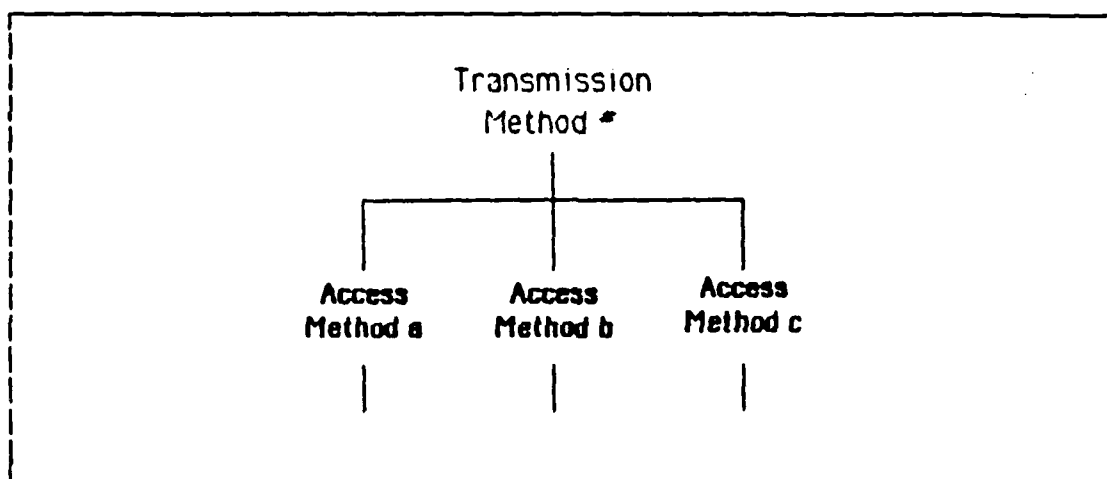 Transmission
Method #
Access
Method a
Access
Method b
Access
Method c